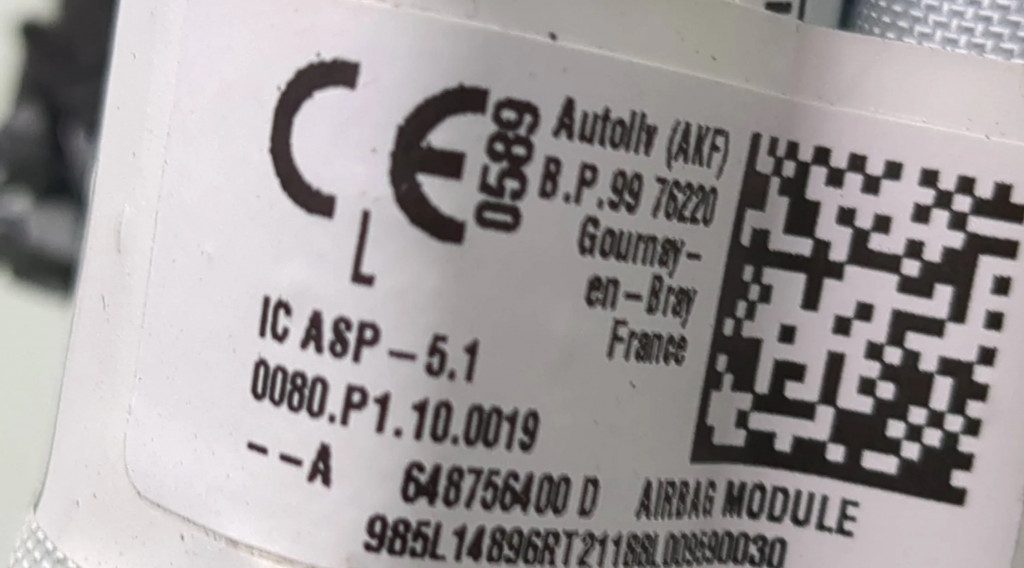 CE 0589
Autoliv (AKF)
B.P.99 76220
Gournay-
en-Bray
France
L
IC ASP-5.1
0080.P1.10.0019
--A
648756400 D AIRBAG MODULE